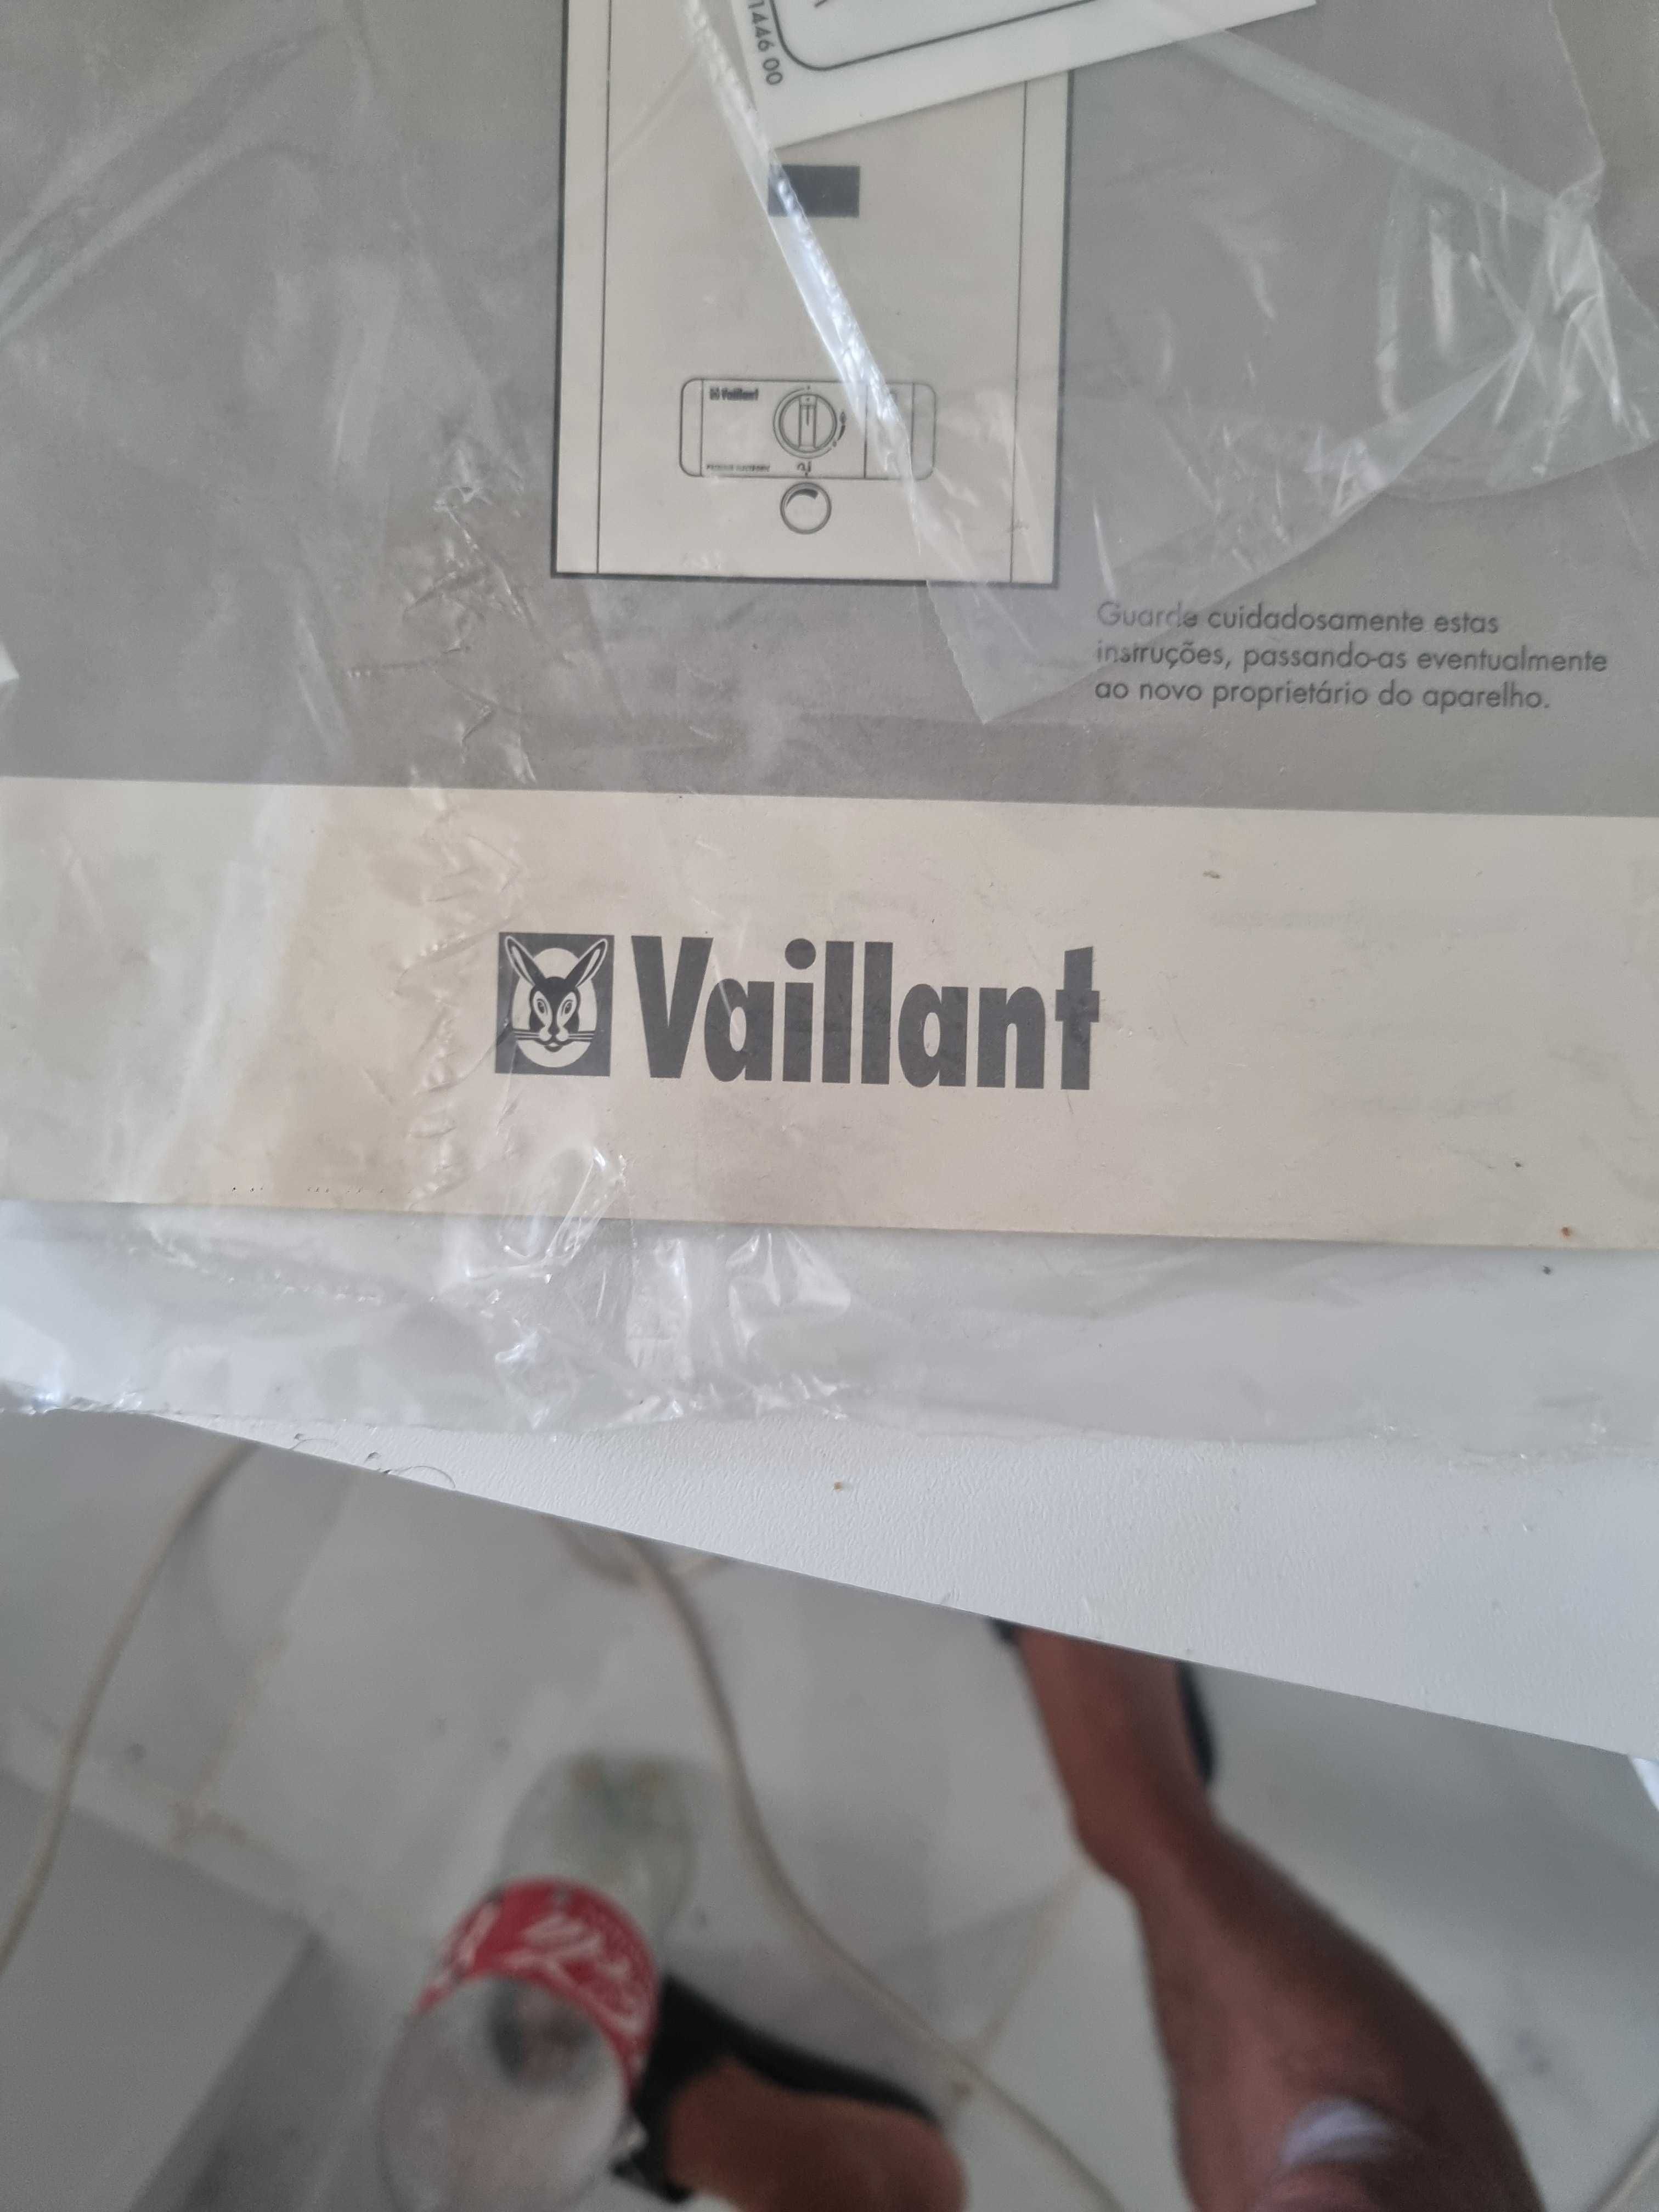 1446 00
Vaillant
Guarde cuidadosamente estas
instruções, passando-as eventualmente
ao novo proprietário do aparelho.
Vaillant